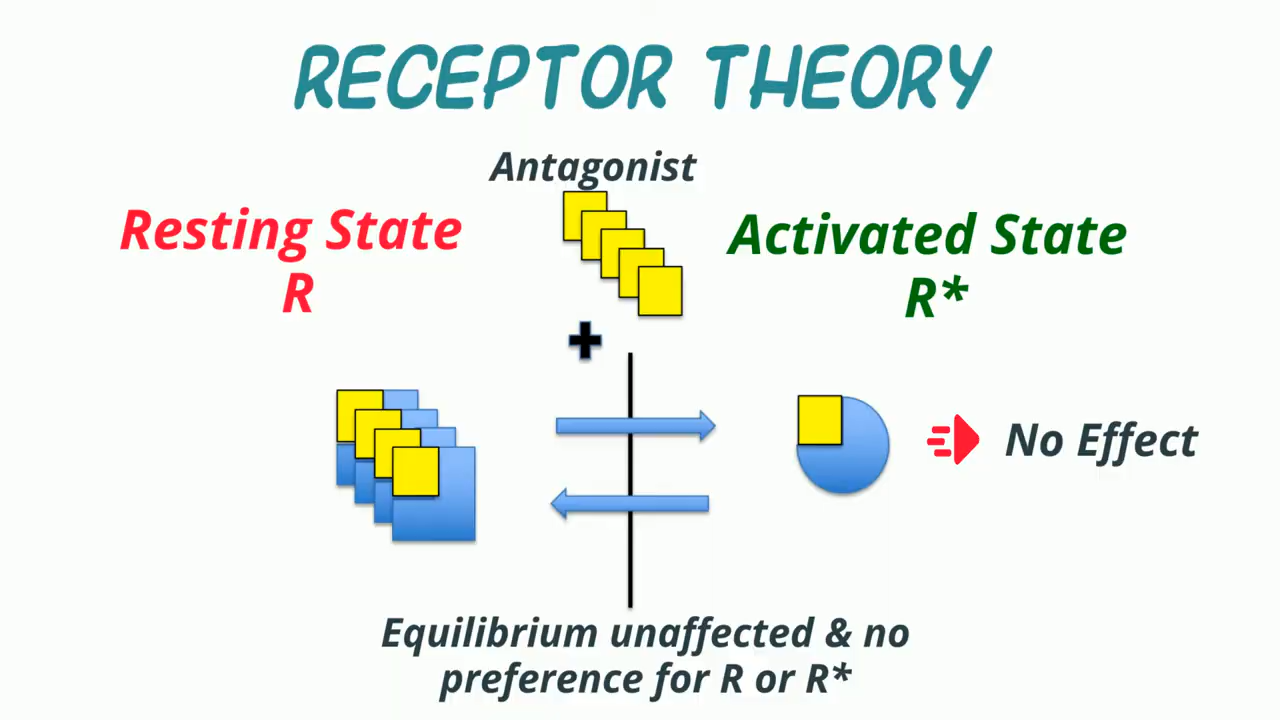 RECEPTOR THEORY
Antagonist
Resting State
R
Activated State
R*
No Effect
Equilibrium unaffected & no
preference for R or R*